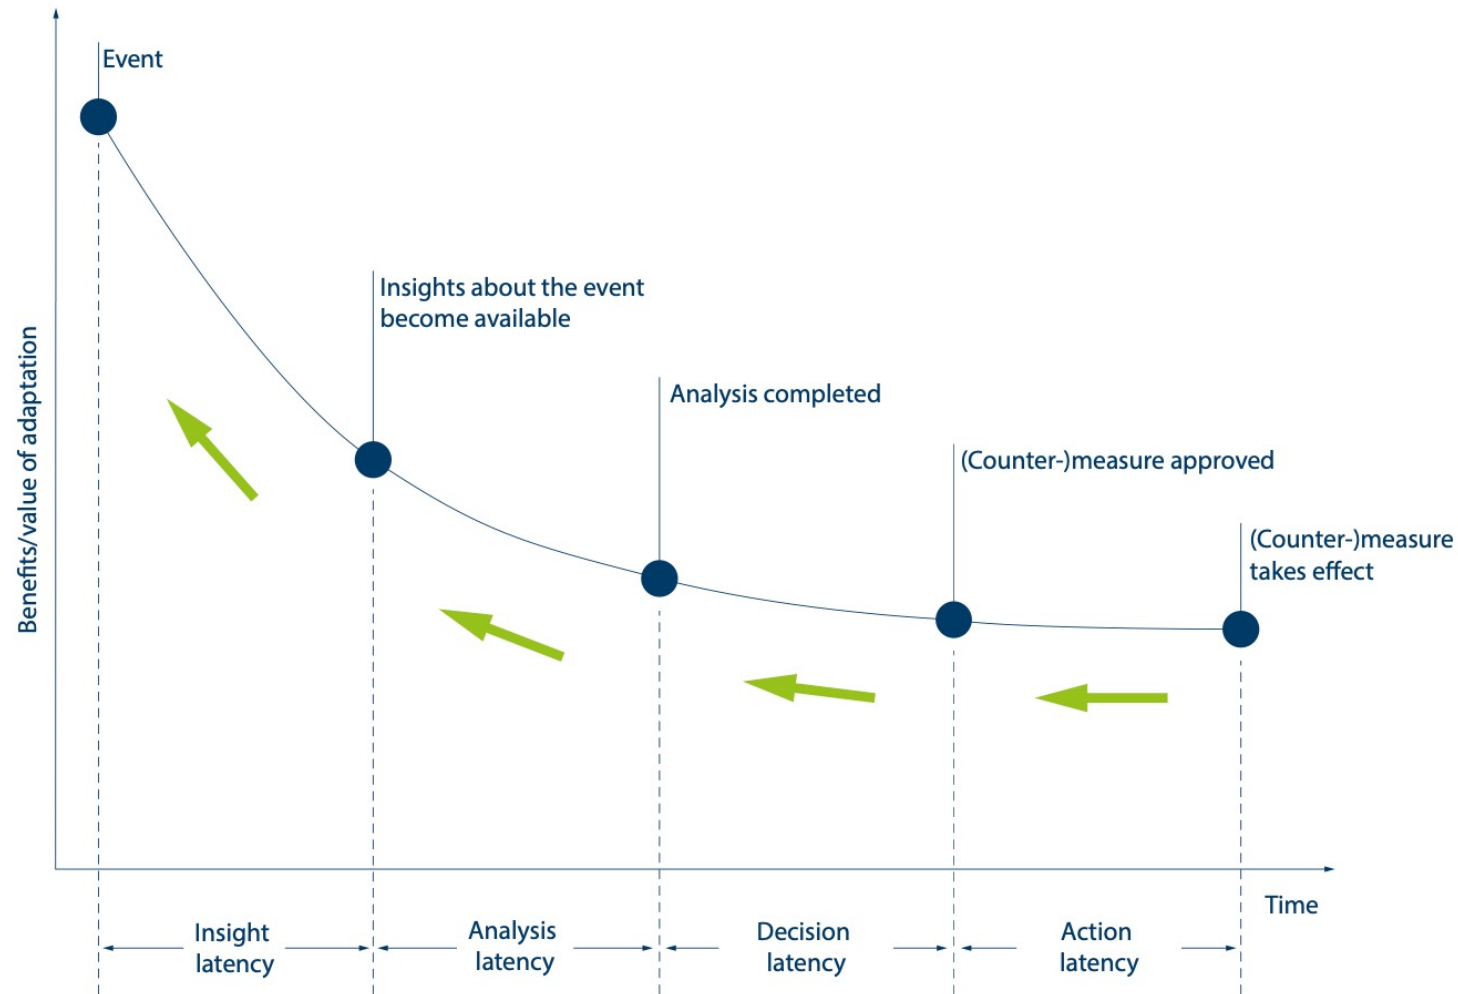 Event
Insights about the event
become available
Analysis completed
(Counter-)measure approved
(Counter-)measure
takes effect
Benefits/value of adaptation
Time
Insight
latency
Analysis
latency
Decision
latency
Action
latency